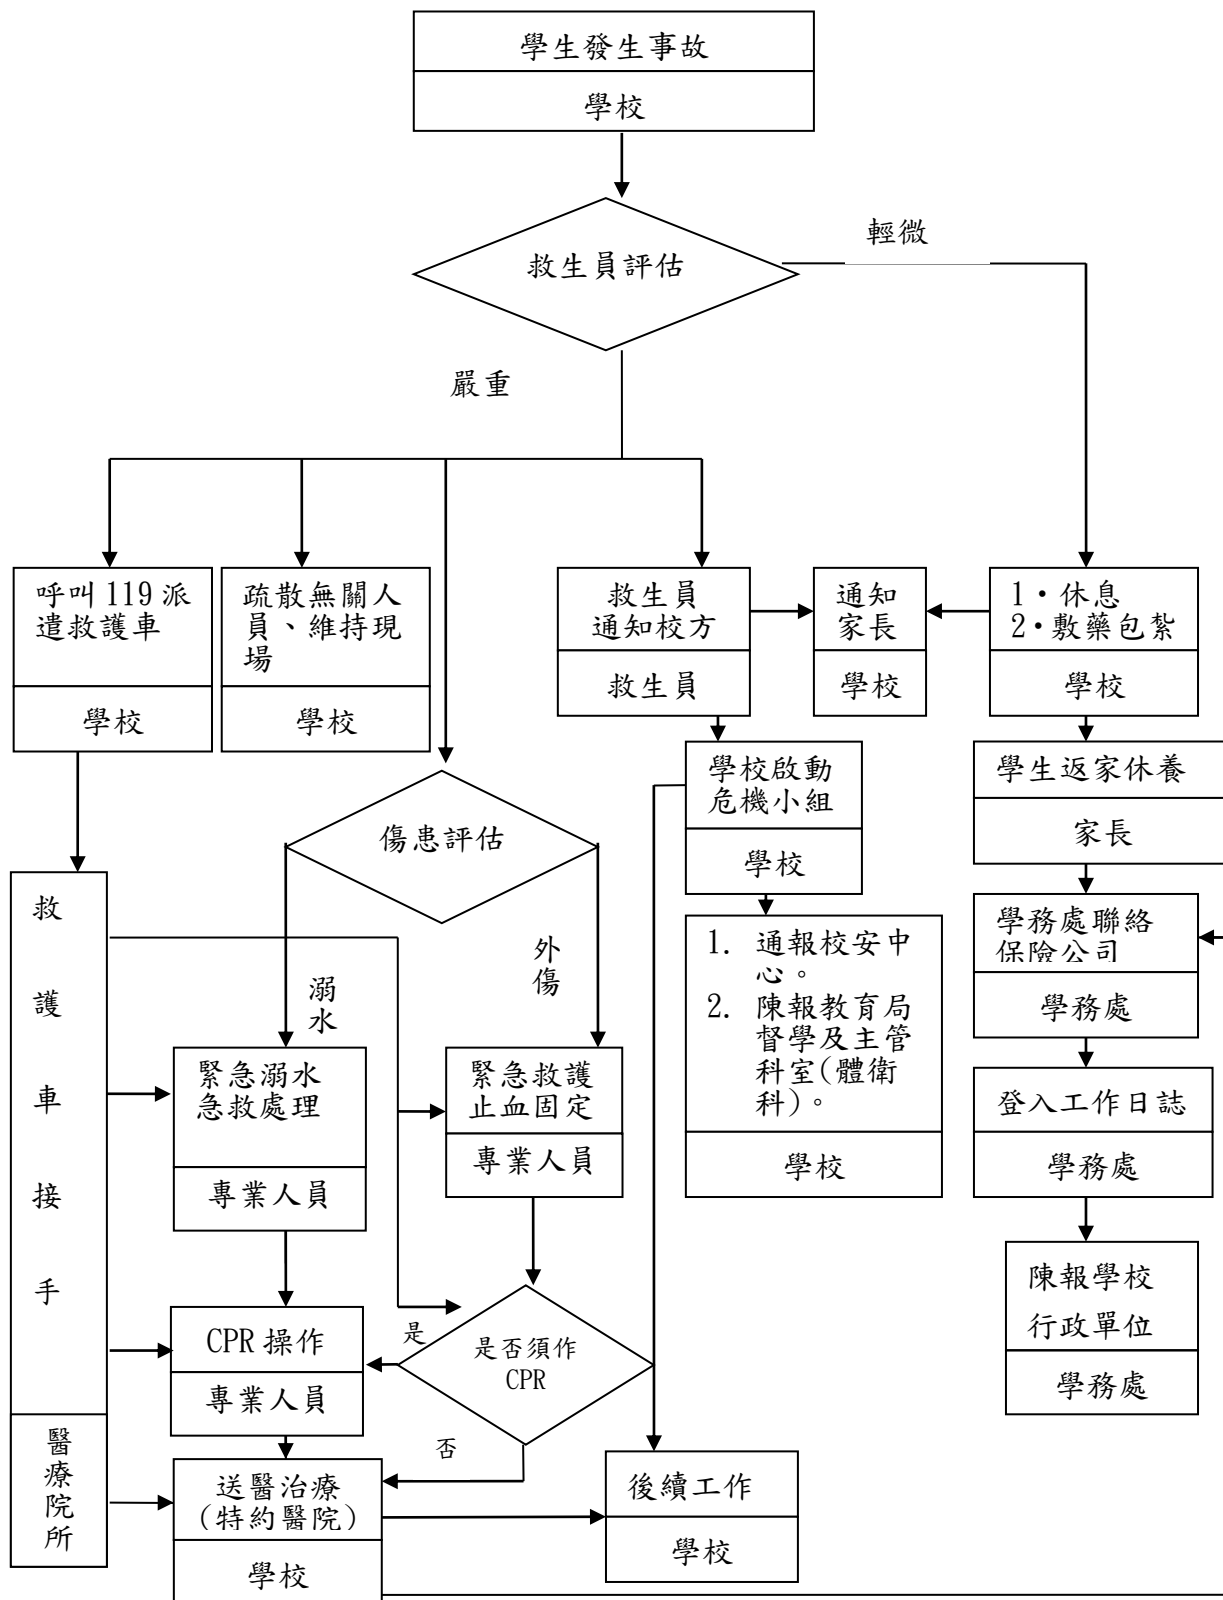 學生發生事故
學校
救生員評估
輕微
嚴重
呼叫119派
遣救護車
學校
疏散無關人
員、維持現
場
學校
救生員
通知校方
救生員
通知
家長
學校
1‧休息
2‧敷藥包紮
學校
學校啟動
危機小組
學校
學生返家休養
家長
傷患評估
救
護
車
接
手
醫
療
院
所
溺
水
外
傷
1. 通報校安中
心。
2. 陳報教育局
督學及主管
科室(體衛
科)。
學校
學務處聯絡
保險公司
學務處
緊急溺水
急救處理
專業人員
緊急救護
止血固定
專業人員
登入工作日誌
學務處
陳報學校
行政單位
學務處
CPR操作
專業人員
是
是否須作
CPR
否
送醫治療
(特約醫院)
學校
後續工作
學校